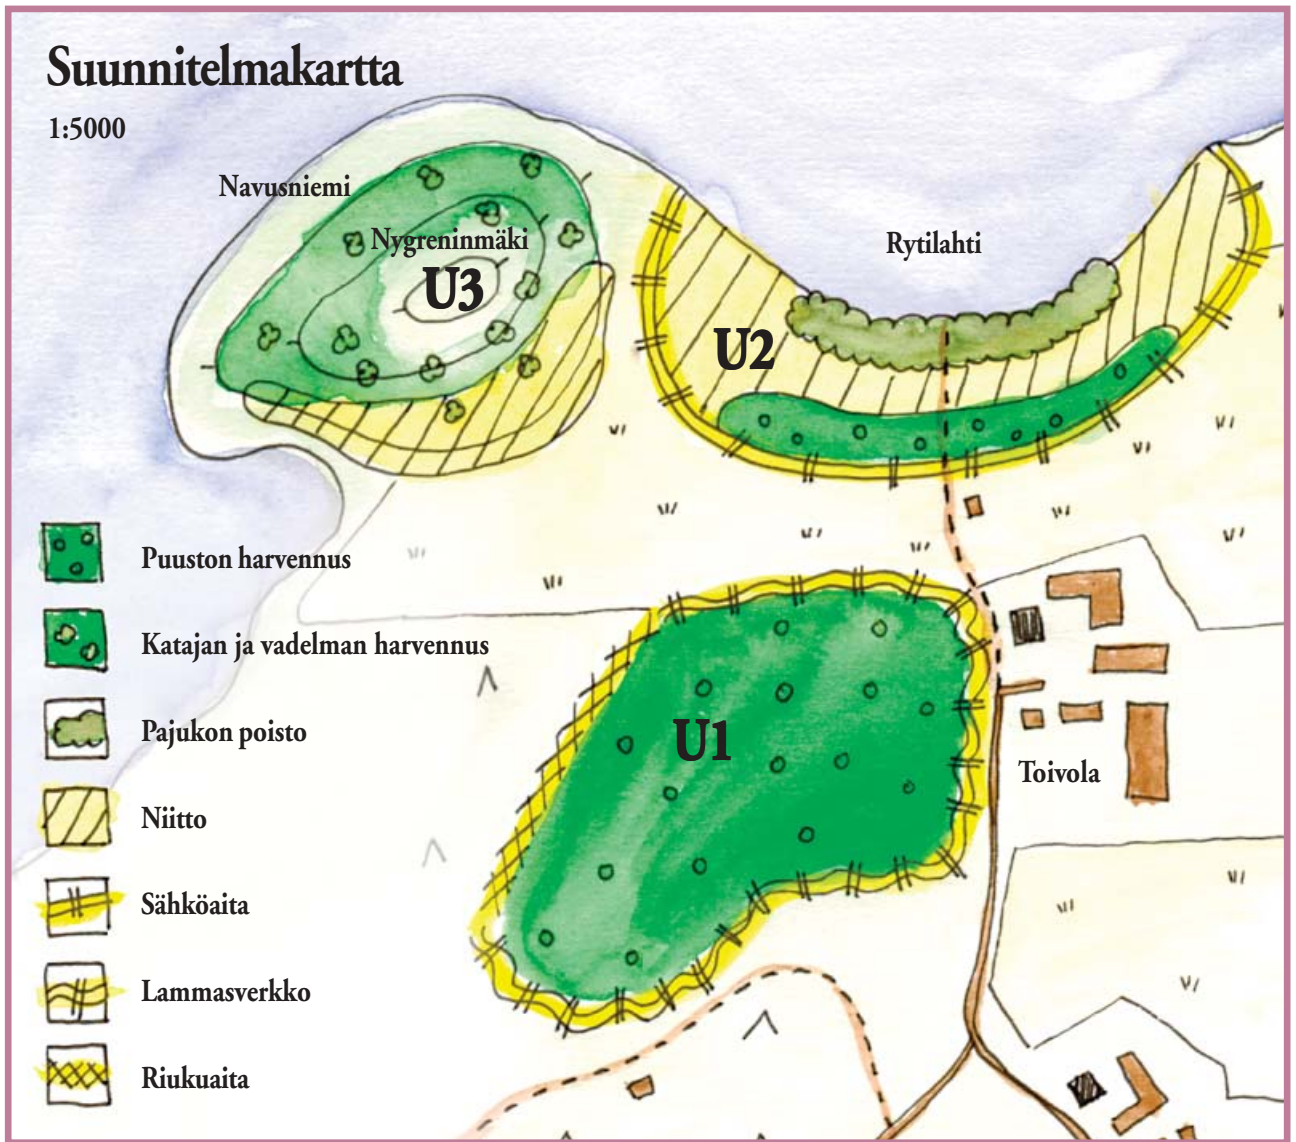 Suunnitelmakartta
1:5000
Navusniemi
Nygreninmäki
U3
Rytilahti
U2
Puuston harvennus
Katajan ja vadelman harvennus
Pajukon poisto
U1
Toivola
Niitto
Sähköaita
Lammasverkko
Riukuaita